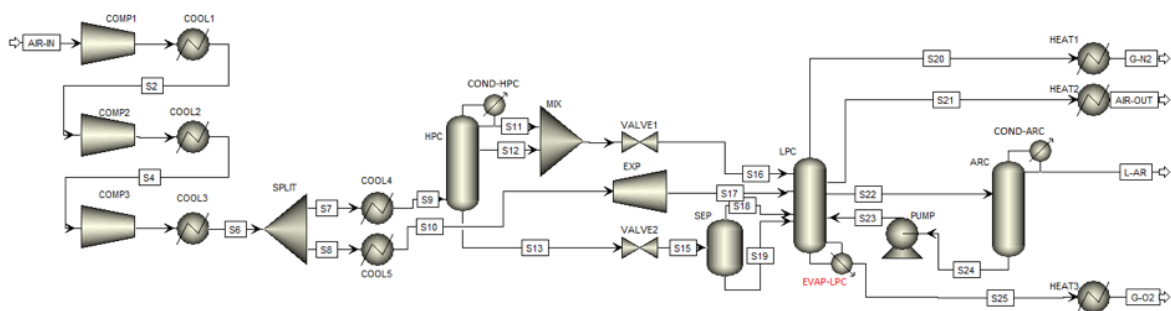 AIR-IN
COMP1
COOL1
S2
COMP2
COOL2
S4
COMP3
COOL3
S6
SPLIT
S7
S8
COOL4
COOL5
S9
S10
HPC
COND-HPC
S11
S12
MIX
S13
VALVE1
EXP
VALVE2
S15
SEP
S16
S17
S18
S19
LPC
EVAP-LPC
S20
S21
S22
S23
PUMP
S24
S25
ARC
COND-ARC
HEAT1
G-N2
HEAT2
AIR-OUT
L-AR
HEAT3
G-O2